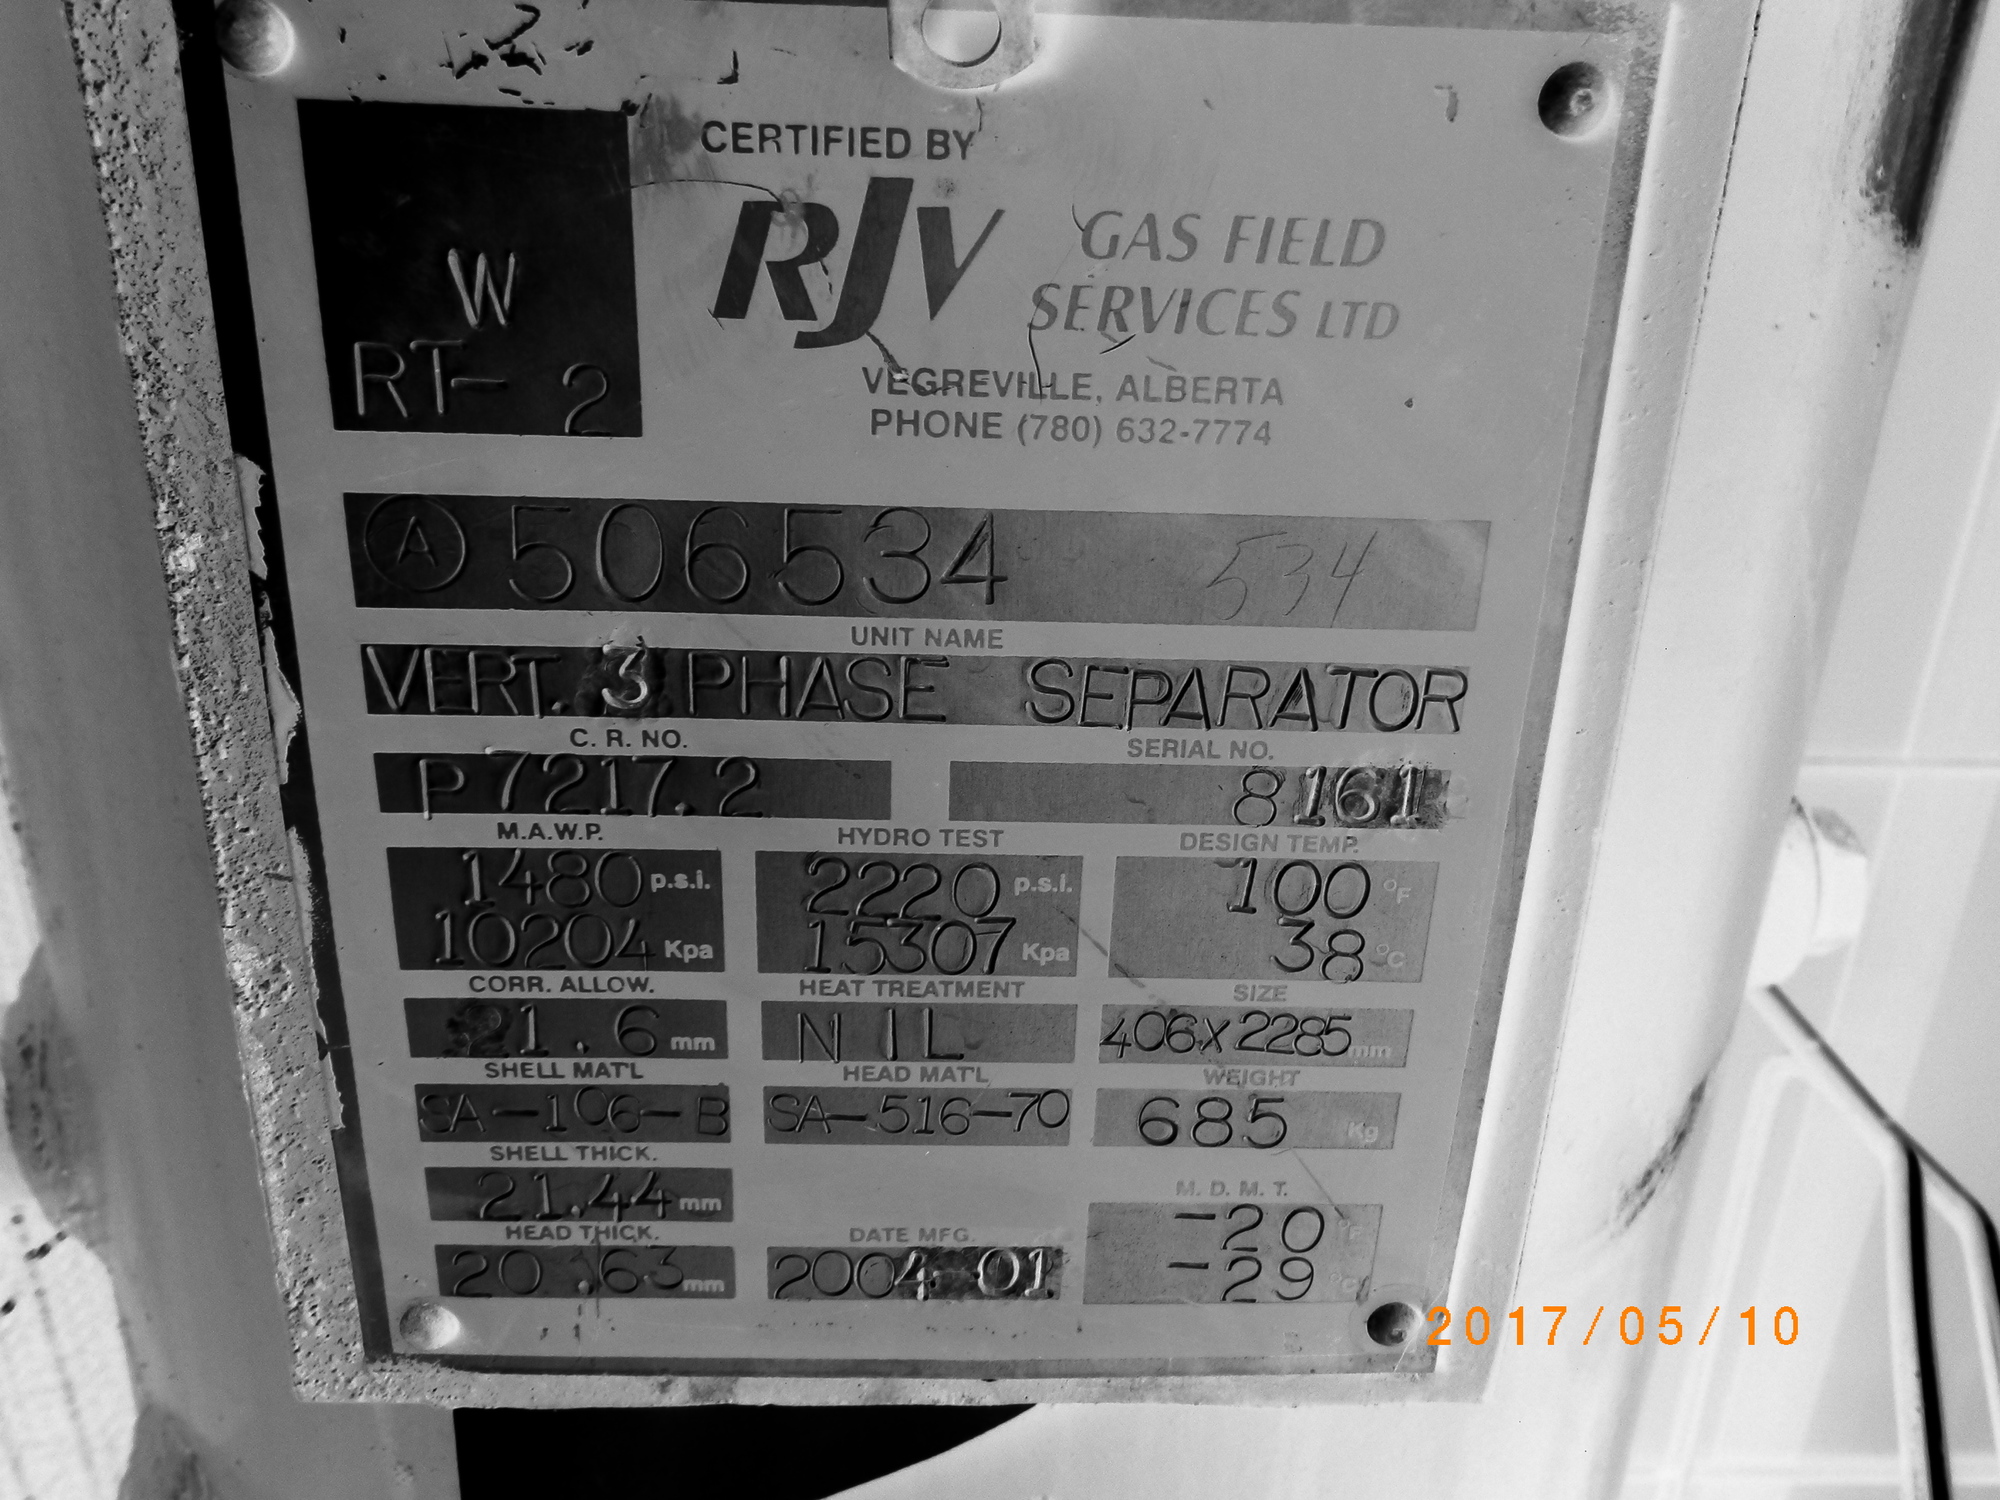 W
RT- 2
CERTIFIED BY
RJV GAS FIELD
SERVICES LTD
VEGREVILLE, ALBERTA
PHONE (780) 632-7774
A 506534 534
UNIT NAME
VERT. 3 PHASE SEPARATOR
C. R. NO. SERIAL NO.
P7217.2 8161
M.A.W.P. HYDRO TEST DESIGN TEMP.
1480 p.s.i. 2220 p.s.i. 100 °F
10204 Kpa 15307 Kpa 38 °C
CORR. ALLOW. HEAT TREATMENT SIZE
1.6 mm NIL 406X2285 mm
SHELL MAT'L HEAD MAT'L WEIGHT
SA-106-B SA-516-70 685 Kg
SHELL THICK.
21.44 mm M. D. M. T.
HEAD THICK. DATE MFG. -20 °F
20.63 mm 2004 01 -29 °C
2017/05/10